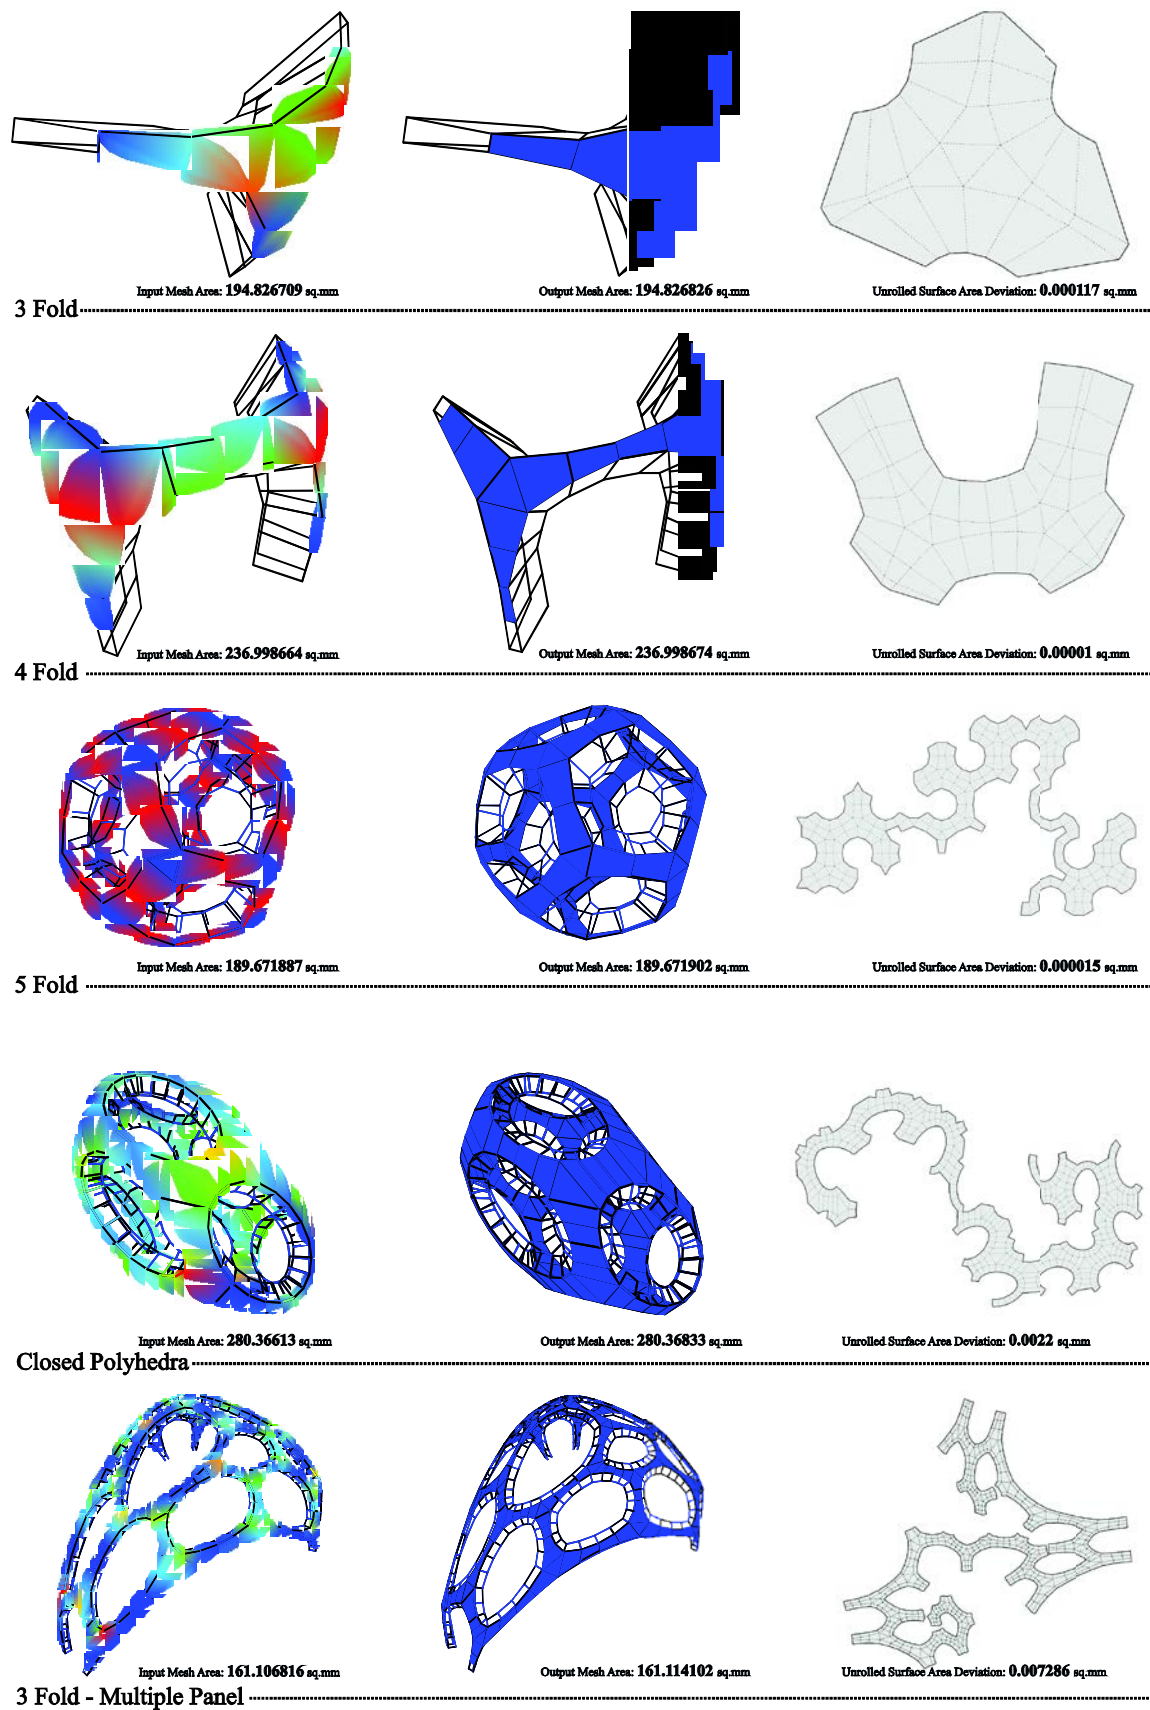 Input Mesh Area: 194.826709 sq.mm Output Mesh Area: 194.826826 sq.mm Unrolled Surface Area Deviation: 0.000117 sq.mm
3 Fold
Input Mesh Area: 236.998664 sq.mm Output Mesh Area: 236.998674 sq.mm Unrolled Surface Area Deviation: 0.00001 sq.mm
4 Fold
Input Mesh Area: 189.671887 sq.mm Output Mesh Area: 189.671902 sq.mm Unrolled Surface Area Deviation: 0.000015 sq.mm
5 Fold
Input Mesh Area: 280.36613 sq.mm Output Mesh Area: 280.36833 sq.mm Unrolled Surface Area Deviation: 0.0022 sq.mm
Closed Polyhedra
Input Mesh Area: 161.106816 sq.mm Output Mesh Area: 161.114102 sq.mm Unrolled Surface Area Deviation: 0.007286 sq.mm
3 Fold - Multiple Panel